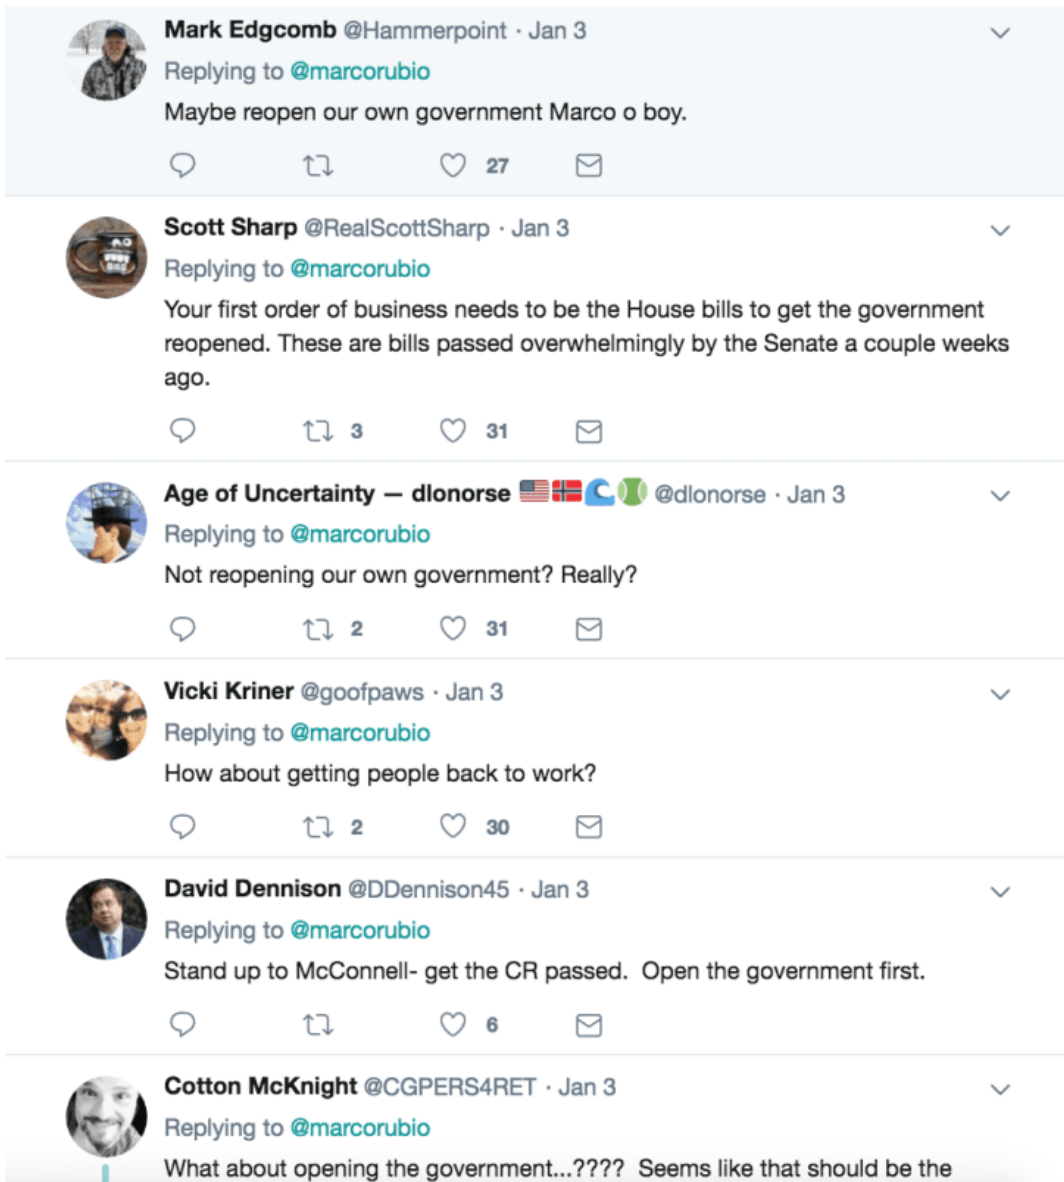 Mark Edgcomb @Hammerpoint · Jan 3
Replying to @marcorubio
Maybe reopen our own government Marco o boy.
27
Scott Sharp @RealScottSharp · Jan 3
Replying to @marcorubio
Your first order of business needs to be the House bills to get the government
reopened. These are bills passed overwhelmingly by the Senate a couple weeks
ago.
3 31
Age of Uncertainty — dlonorse 🇺🇸🇳🇴🌊🎾 @dlonorse · Jan 3
Replying to @marcorubio
Not reopening our own government? Really?
2 31
Vicki Kriner @goofpaws · Jan 3
Replying to @marcorubio
How about getting people back to work?
2 30
David Dennison @DDennison45 · Jan 3
Replying to @marcorubio
Stand up to McConnell- get the CR passed.  Open the government first.
6
Cotton McKnight @CGPERS4RET · Jan 3
Replying to @marcorubio
What about opening the government...????  Seems like that should be the